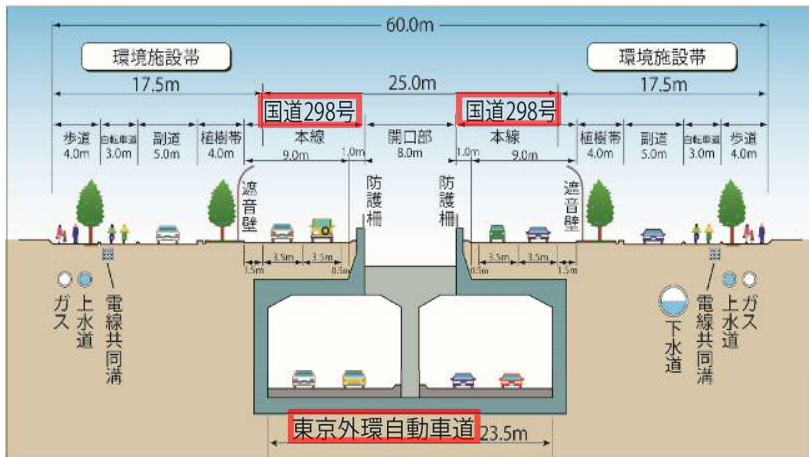 60.0m
環境施設帯
環境施設帯
17.5m
25.0m
17.5m
国道298号
国道298号
歩道
4.0m
自転車道
3.0m
副道
5.0m
植樹帯
4.0m
本線
9.0m
1.0m
開口部
8.0m
1.0m
本線
9.0m
植樹帯
4.0m
副道
5.0m
自転車道
3.0m
歩道
4.0m
遮音壁
防護柵
防護柵
遮音壁
1.5m
3.5m
3.5m
0.5m
0.5m
3.5m
3.5m
1.5m
ガス
上水道
電線共同溝
下水道
電線共同溝
上水道
ガス
東京外環自動車道
23.5m